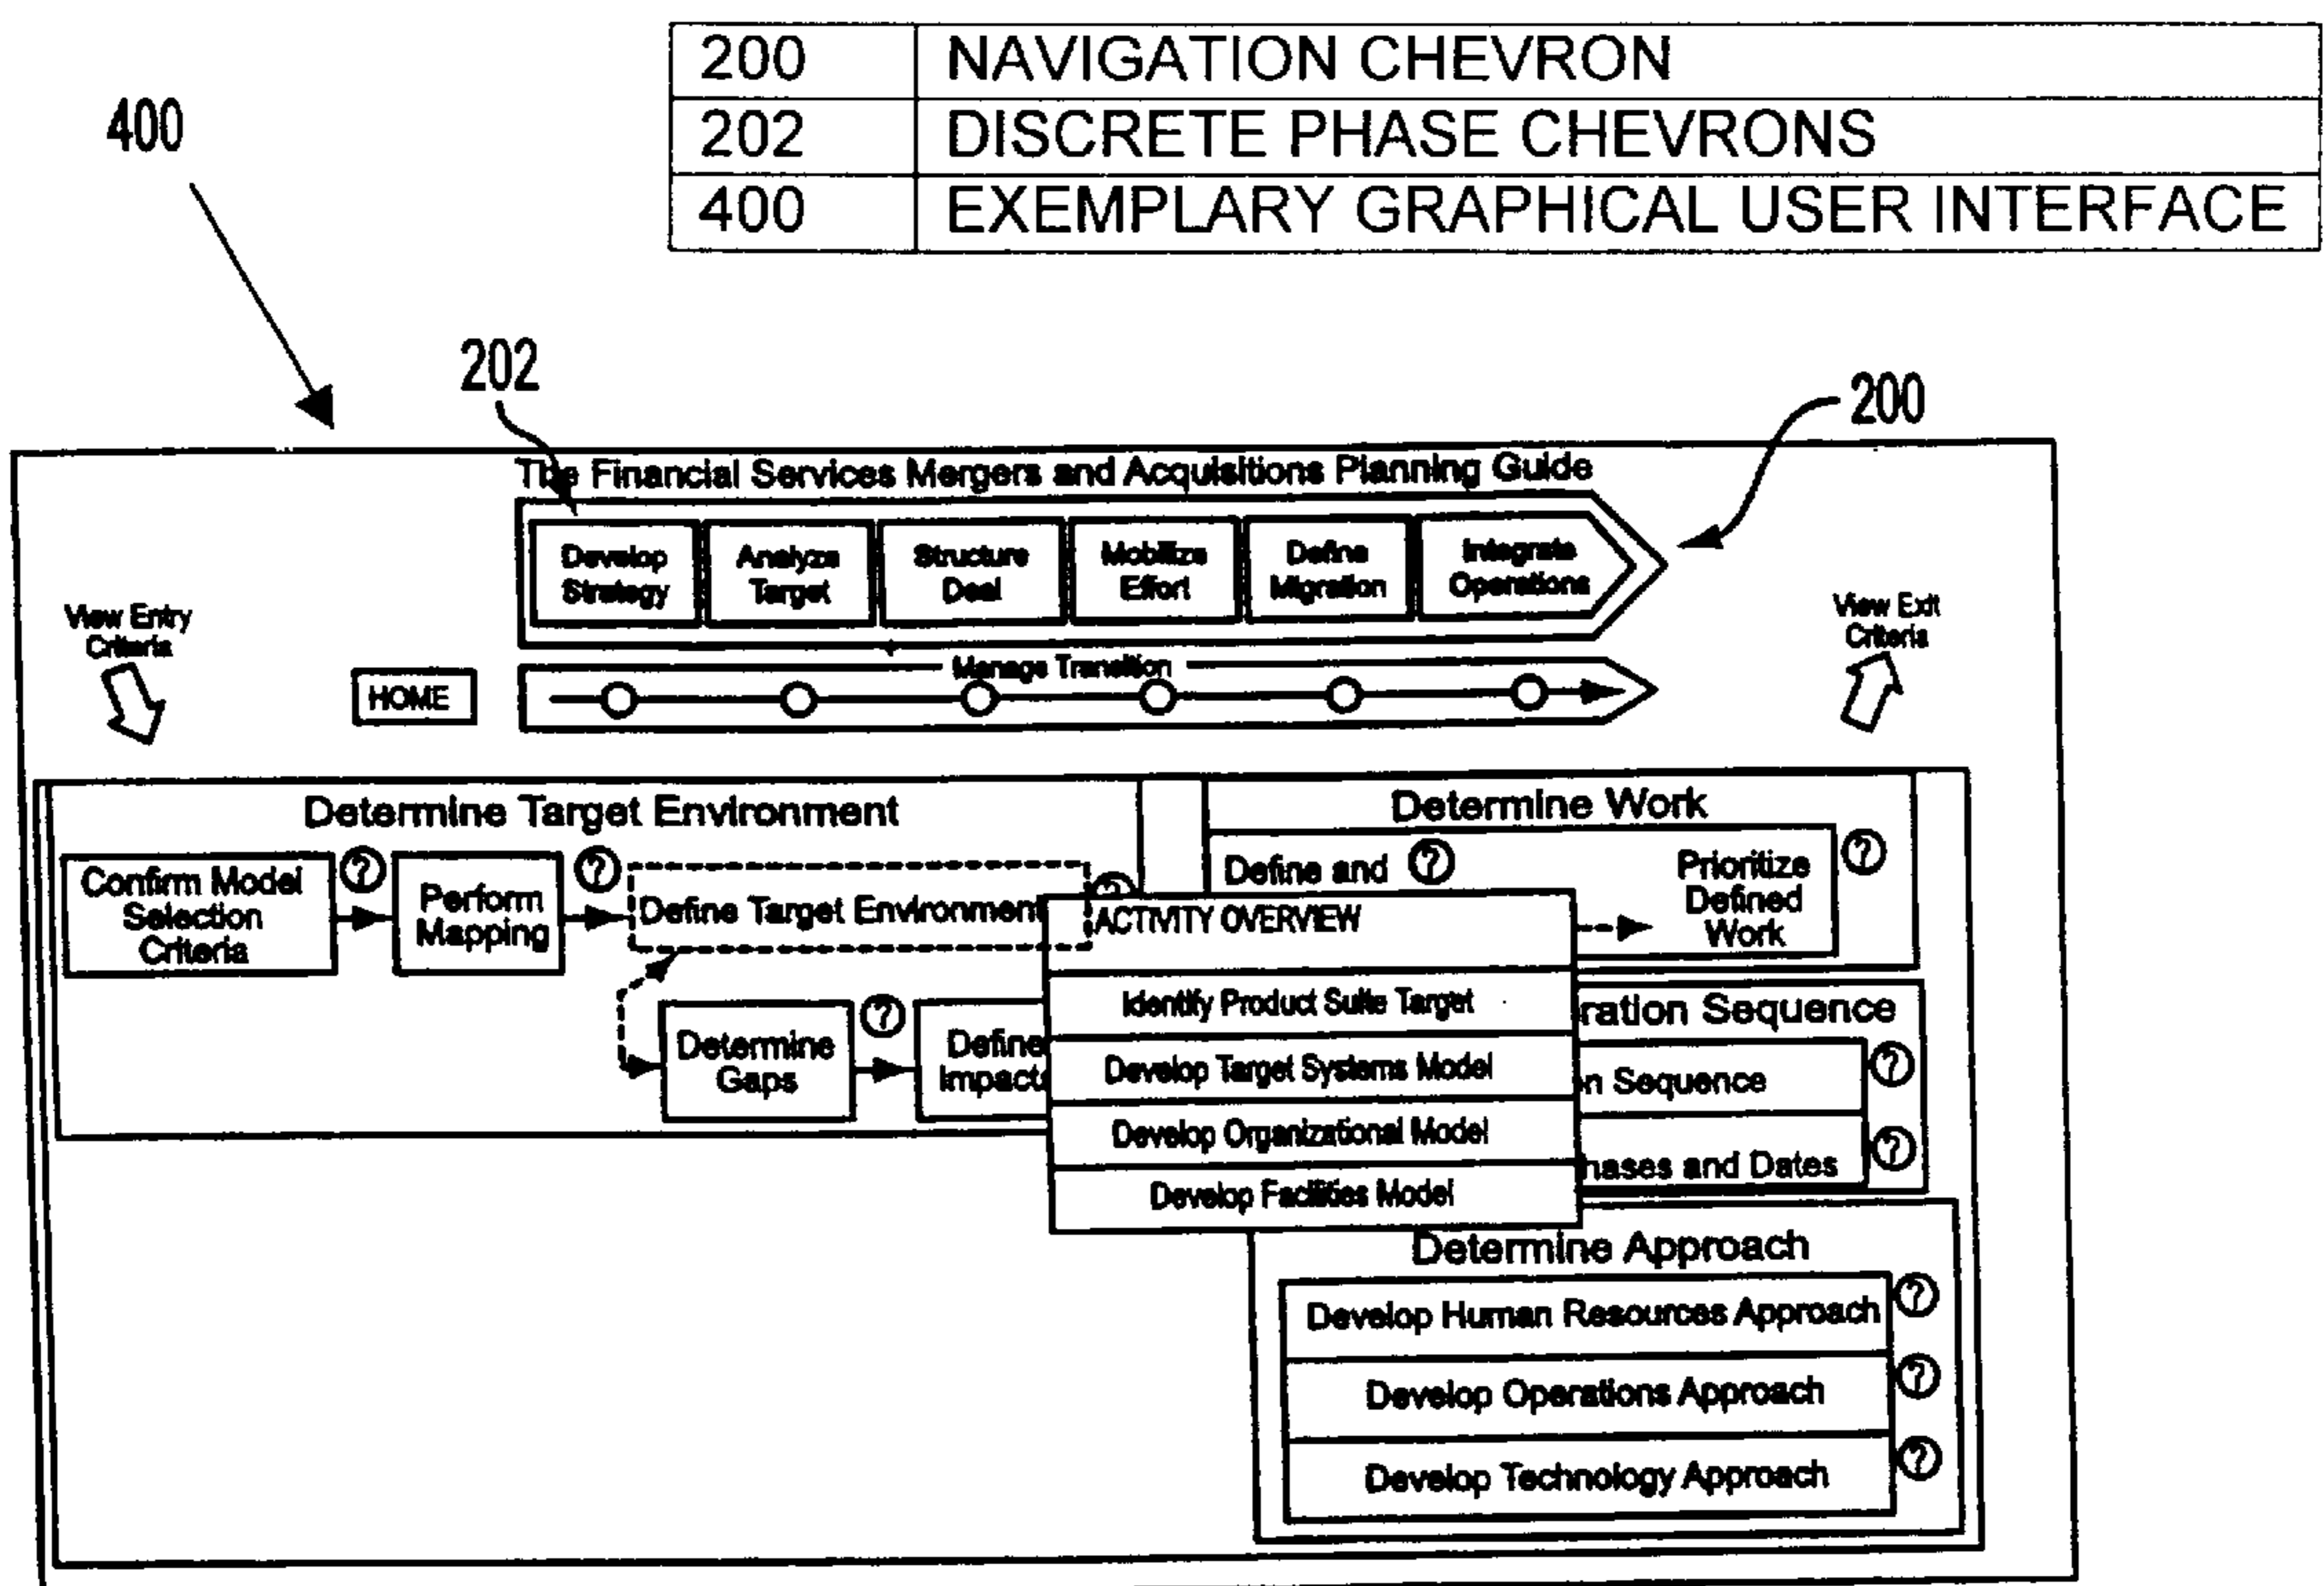 200 NAVIGATION CHEVRON
202 DISCRETE PHASE CHEVRONS
400 EXEMPLARY GRAPHICAL USER INTERFACE
400
202
200
The Financial Services Mergers and Acquisitions Planning Guide
Develop
Strategy
Analyze
Target
Structure
Deal
Mobilize
Effort
Define
Migration
Integrate
Operations
View Entry
Criteria
View Exit
Criteria
HOME
Manage Transition
Determine Target Environment
Confirm Model
Selection
Criteria
?
Perform
Mapping
?
Define Target Environment
?
Determine
Gaps
?
Define
Impacts
ACTIVITY OVERVIEW
Identify Product Suite Target
Develop Target Systems Model
Develop Organizational Model
Develop Facilities Model
Determine Work
Define and ?
Prioritize
Defined
Work
?
ration Sequence
n Sequence
?
hases and Dates
?
Determine Approach
Develop Human Resources Approach
?
Develop Operations Approach
?
Develop Technology Approach
?